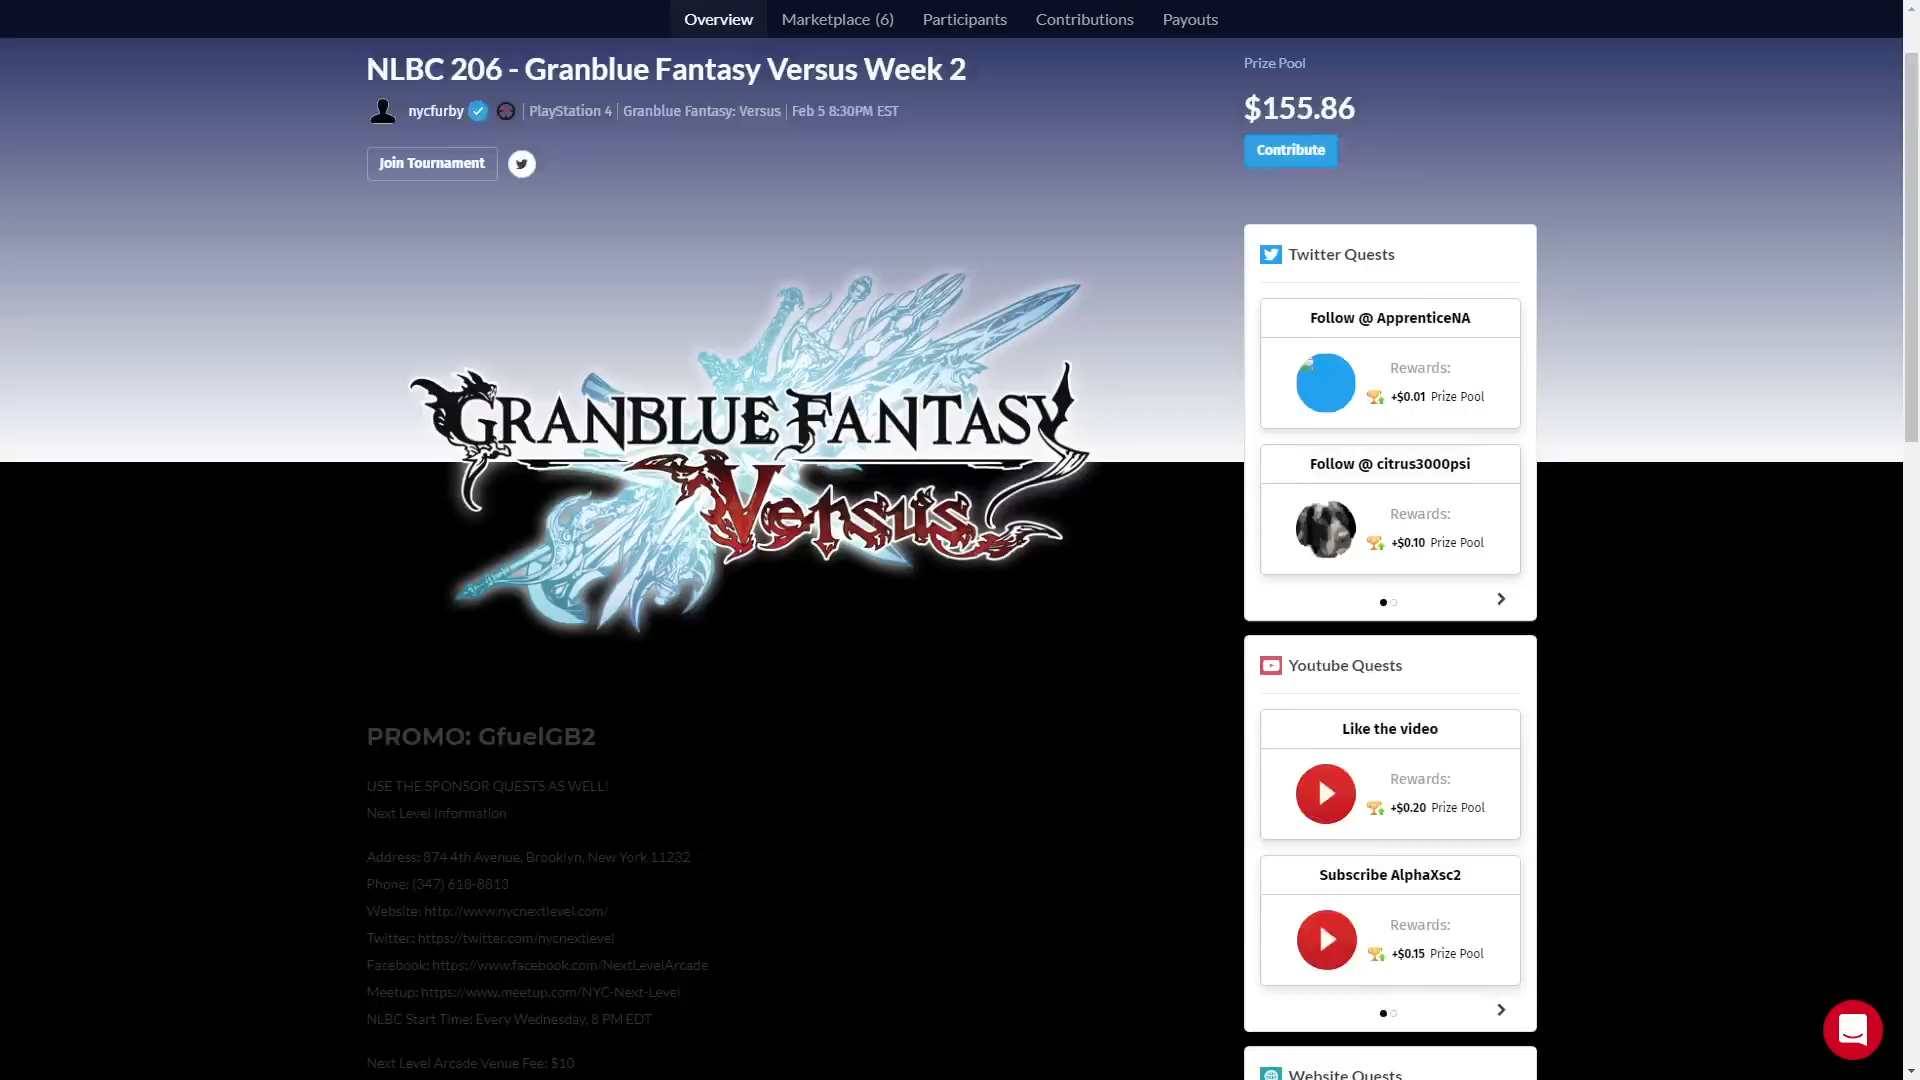 Overview
Marketplace (6)
Participants
Contributions
Payouts
NLBC 206 - Granblue Fantasy Versus Week 2
nycfurby | PlayStation 4 | Granblue Fantasy: Versus | Feb 5 8:30PM EST
Join Tournament
Prize Pool
$155.86
Contribute
GRANBLUE FANTASY
Versus
Twitter Quests
Follow @ ApprenticeNA
Rewards:
+$0.01 Prize Pool
Follow @ citrus3000psi
Rewards:
+$0.10 Prize Pool
Youtube Quests
Like the video
Rewards:
+$0.20 Prize Pool
Subscribe AlphaXsc2
Rewards:
+$0.15 Prize Pool
Website Quests
PROMO: GfuelGB2
USE THE SPONSOR QUESTS AS WELL!
Next Level Information
Address: 874 4th Avenue, Brooklyn, New York 11232
Phone: (347) 618-8813
Website: http://www.nycnextlevel.com/
Twitter: https://twitter.com/nycnextlevel
Facebook: https://www.facebook.com/NextLevelArcade
Meetup: https://www.meetup.com/NYC-Next-Level
NLBC Start Time: Every Wednesday, 8 PM EDT
Next Level Arcade Venue Fee: $10